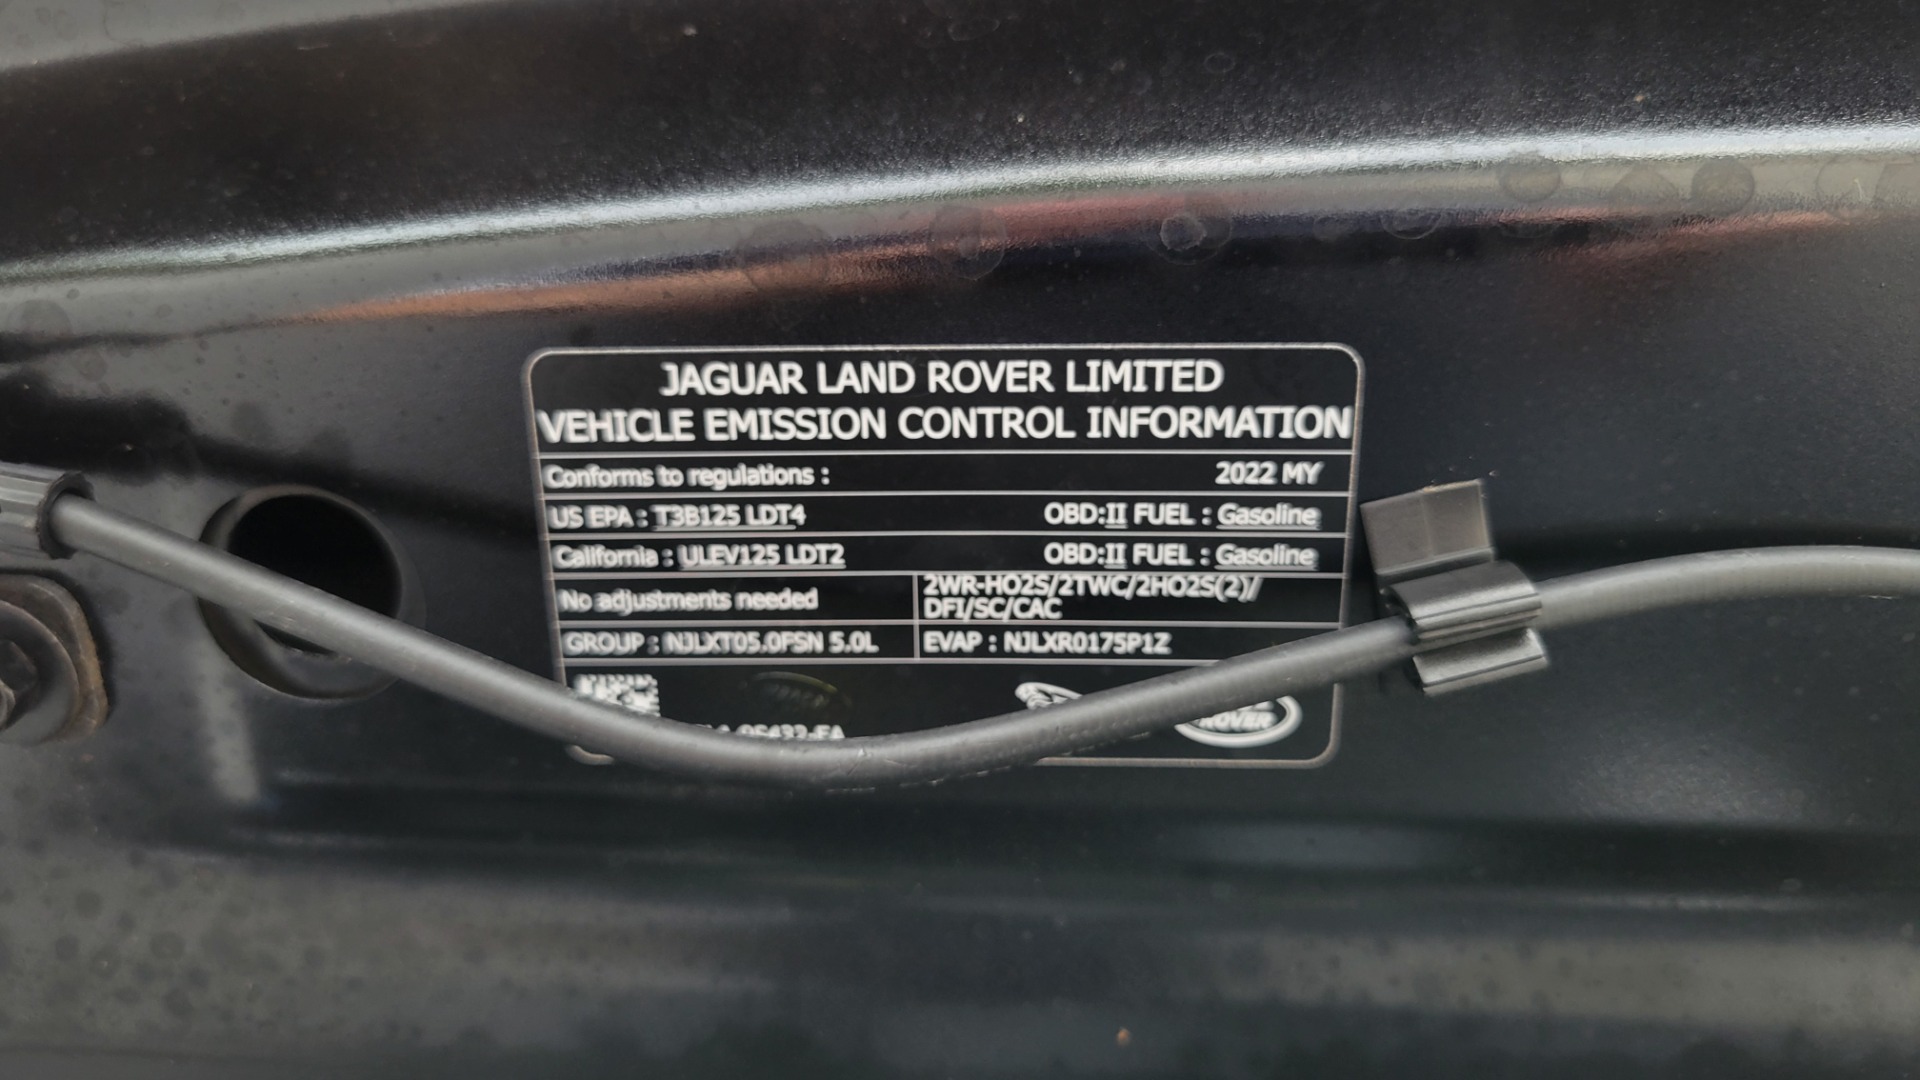 JAGUAR LAND ROVER LIMITED
VEHICLE EMISSION CONTROL INFORMATION
Conforms to regulations : 2022 MY
US EPA : T3B125 LDT4 OBD:II FUEL : Gasoline
California : ULEV125 LDT2 OBD:II FUEL : Gasoline
No adjustments needed
2WR-HO2S/2TWC/2HO2S(2)/
DFI/SC/CAC
GROUP : NJLXT05.0FSN 5.0L
EVAP : NJLXR0175P1Z
ROVER